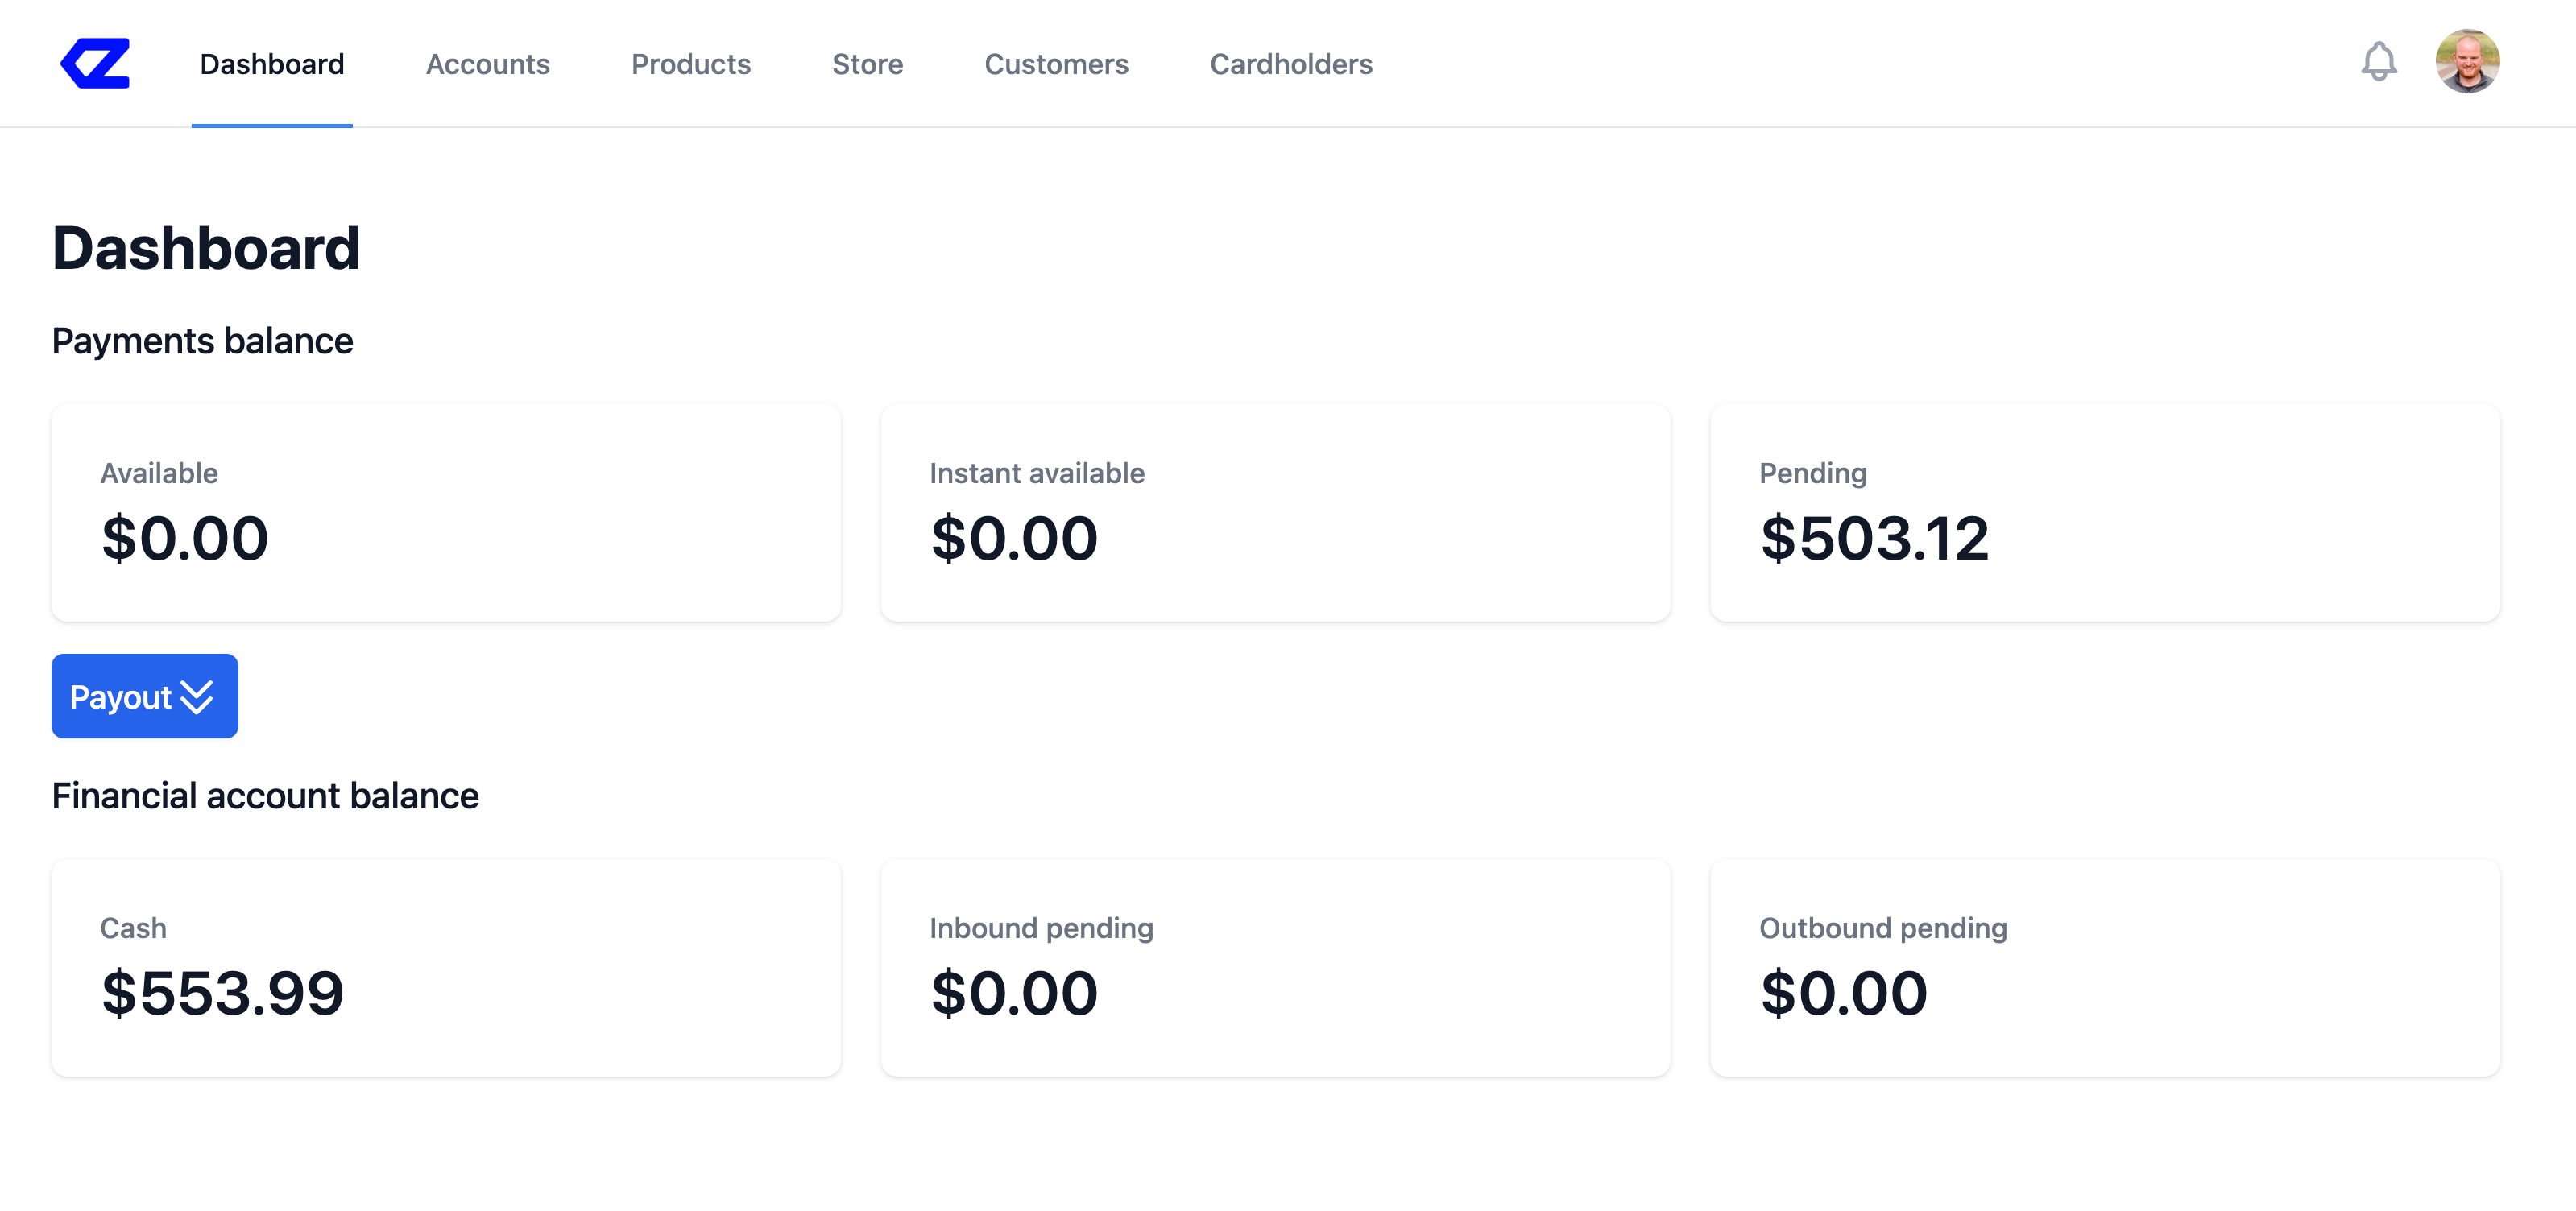 Dashboard Accounts Products Store Customers Cardholders
Dashboard
Payments balance
Available Instant available Pending
$0.00 $0.00 $503.12
Payout
Financial account balance
Cash Inbound pending Outbound pending
$553.99 $0.00 $0.00